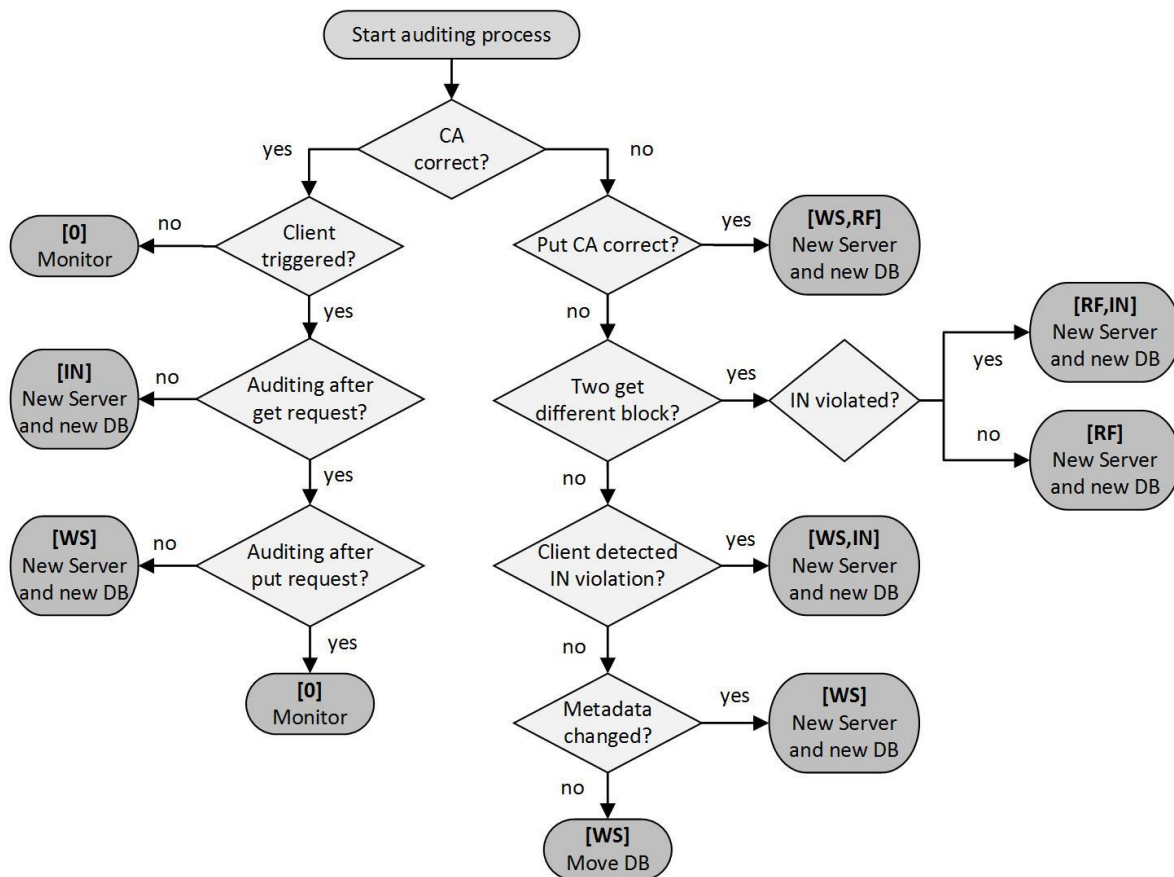 Start auditing process
CA
correct?
yes
no
Client
triggered?
no
[0]
Monitor
yes
Put CA correct?
yes
[WS,RF]
New Server
and new DB
no
Auditing after
get request?
no
[IN]
New Server
and new DB
yes
Two get
different block?
yes
IN violated?
yes
[RF,IN]
New Server
and new DB
no
[RF]
New Server
and new DB
no
Auditing after
put request?
no
[WS]
New Server
and new DB
yes
[0]
Monitor
Client detected
IN violation?
yes
[WS,IN]
New Server
and new DB
no
Metadata
changed?
yes
[WS]
New Server
and new DB
no
[WS]
Move DB